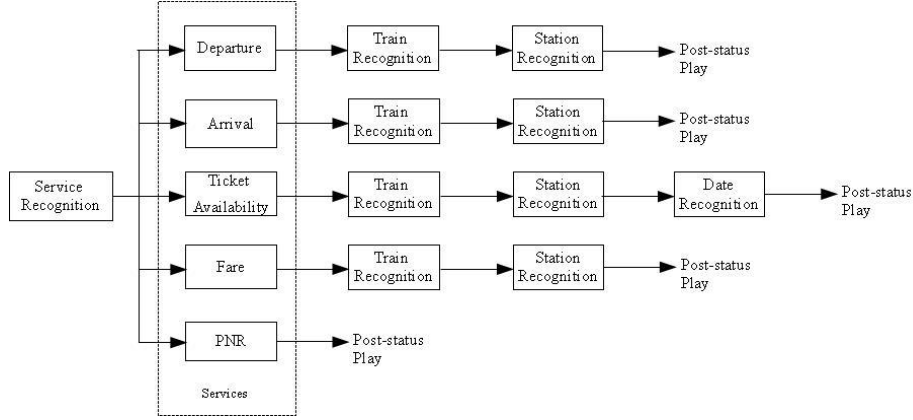 Departure
Train
Recognition
Station
Recognition
Post-status
Play
Arrival
Train
Recognition
Station
Recognition
Post-status
Play
Service
Recognition
Ticket
Availability
Train
Recognition
Station
Recognition
Date
Recognition
Post-status
Play
Fare
Train
Recognition
Station
Recognition
Post-status
Play
PNR
Post-status
Play
Services